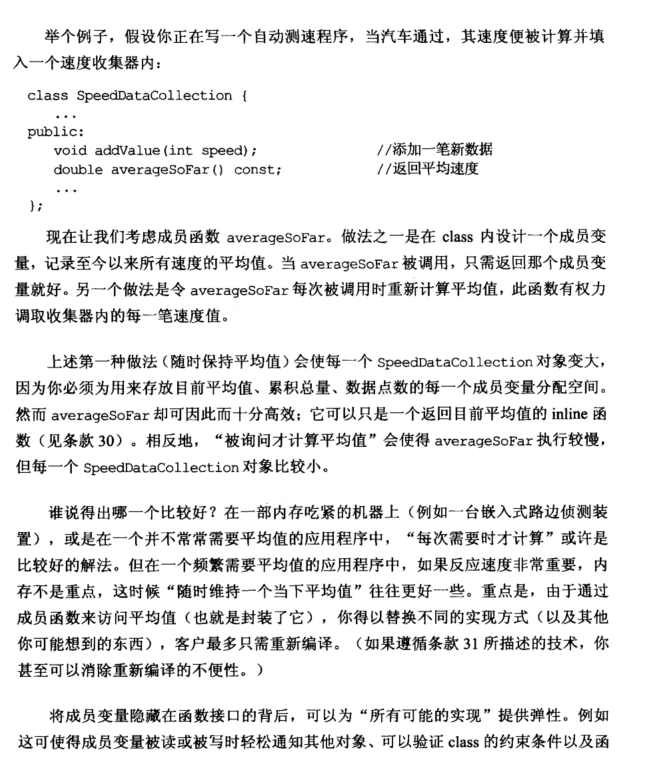 举个例子，假设你正在写一个自动测速程序，当汽车通过，其速度便被计算并填
入一个速度收集器内：
class SpeedDataCollection {
...
public:
void addValue(int speed); //添加一笔新数据
double averageSoFar() const; //返回平均速度
...
};
现在让我们考虑成员函数 averageSoFar。做法之一是在 class 内设计一个成员变
量，记录至今以来所有速度的平均值。当 averageSoFar 被调用，只需返回那个成员变
量就好。另一个做法是令 averageSoFar 每次被调用时重新计算平均值，此函数有权力
调取收集器内的每一笔速度值。
上述第一种做法（随时保持平均值）会使每一个 SpeedDataCollection 对象变大，
因为你必须为用来存放目前平均值、累积总量、数据点数的每一个成员变量分配空间。
然而 averageSoFar 却可因此而十分高效；它可以只是一个返回目前平均值的 inline 函
数（见条款 30）。相反地，“被询问才计算平均值”会使得 averageSoFar 执行较慢，
但每一个 SpeedDataCollection 对象比较小。
谁说得出哪一个比较好？在一部内存吃紧的机器上（例如一台嵌入式路边侦测装
置），或是在一个并不常常需要平均值的应用程序中，“每次需要时才计算”或许是
比较好的解法。但在一个频繁需要平均值的应用程序中，如果反应速度非常重要，内
存不是重点，这时候“随时维持一个当下平均值”往往更好一些。重点是，由于通过
成员函数来访问平均值（也就是封装了它），你得以替换不同的实现方式（以及其他
你可能想到的东西），客户最多只需重新编译。（如果遵循条款 31 所描述的技术，你
甚至可以消除重新编译的不便性。）
将成员变量隐藏在函数接口的背后，可以为“所有可能的实现”提供弹性。例如
这可使得成员变量被读或被写时轻松通知其他对象、可以验证 class 的约束条件以及函